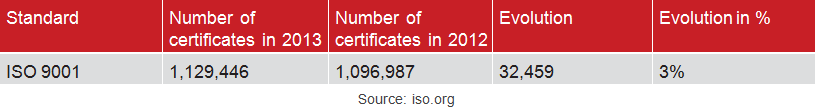 Standard Number of certificates in 2013 Number of certificates in 2012 Evolution Evolution in %
ISO 9001 1,129,446 1,096,987 32,459 3%
Source: iso.org